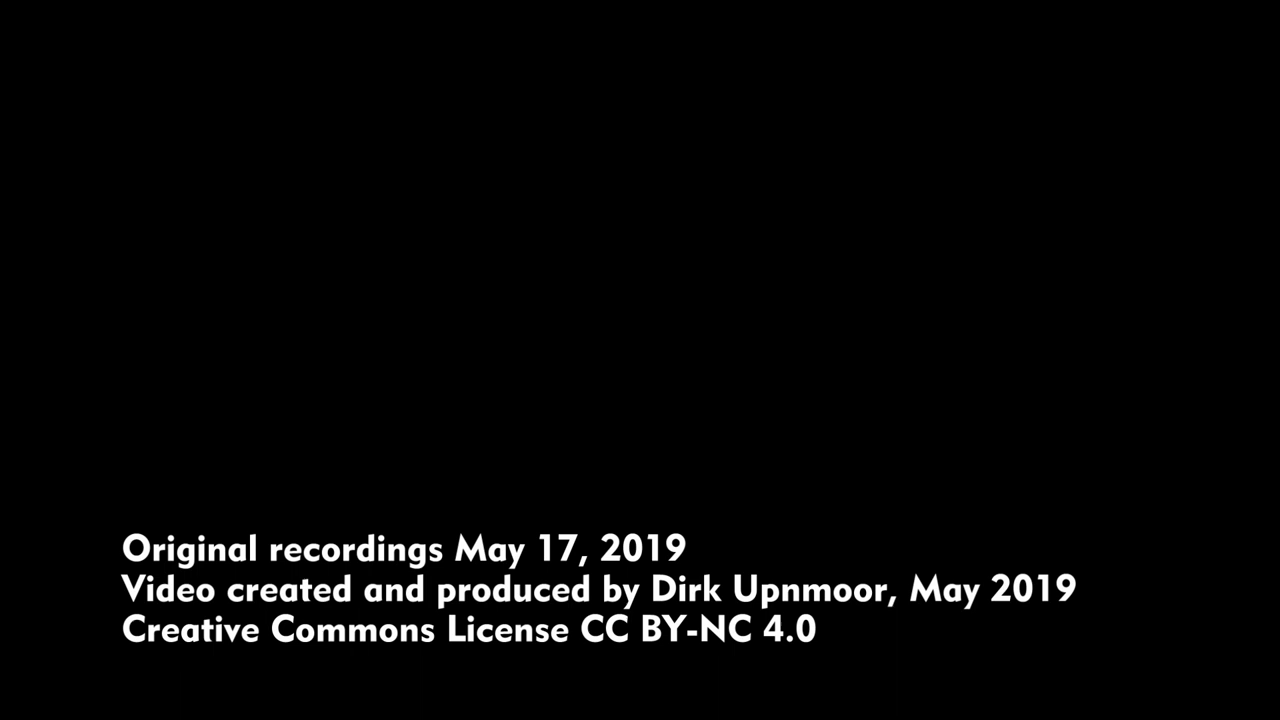 Original recordings May 17, 2019
Video created and produced by Dirk Upnmoor, May 2019
Creative Commons License CC BY-NC 4.0